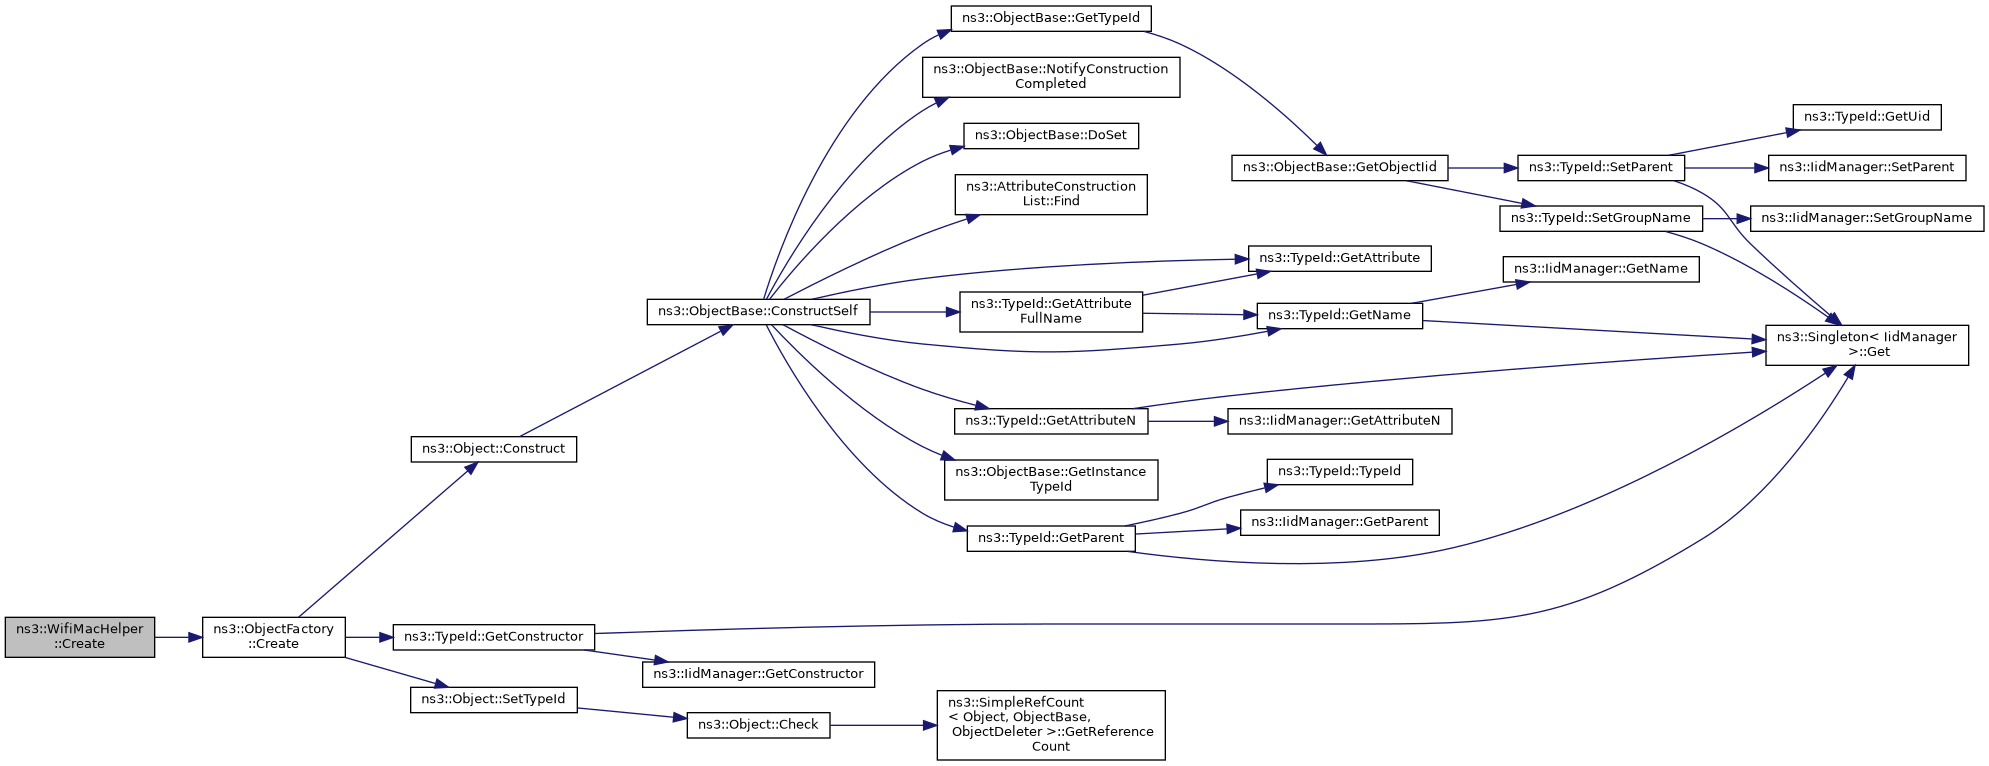 ns3::ObjectBase::GetTypeId
ns3::ObjectBase::NotifyConstruction
Completed
ns3::TypeId::GetUid
ns3::ObjectBase::DoSet
ns3::ObjectBase::GetObjectIid
ns3::TypeId::SetParent
ns3::IidManager::SetParent
ns3::AttributeConstruction
List::Find
ns3::TypeId::SetGroupName
ns3::IidManager::SetGroupName
ns3::TypeId::GetAttribute
ns3::IidManager::GetName
ns3::ObjectBase::ConstructSelf
ns3::TypeId::GetAttribute
FullName
ns3::TypeId::GetName
ns3::Singleton< IidManager
>::Get
ns3::TypeId::GetAttributeN
ns3::IidManager::GetAttributeN
ns3::Object::Construct
ns3::ObjectBase::GetInstance
TypeId
ns3::TypeId::TypeId
ns3::IidManager::GetParent
ns3::TypeId::GetParent
ns3::WifiMacHelper
::Create
ns3::ObjectFactory
::Create
ns3::TypeId::GetConstructor
ns3::IidManager::GetConstructor
ns3::Object::SetTypeId
ns3::Object::Check
ns3::SimpleRefCount
< Object, ObjectBase,
ObjectDeleter >::GetReference
Count